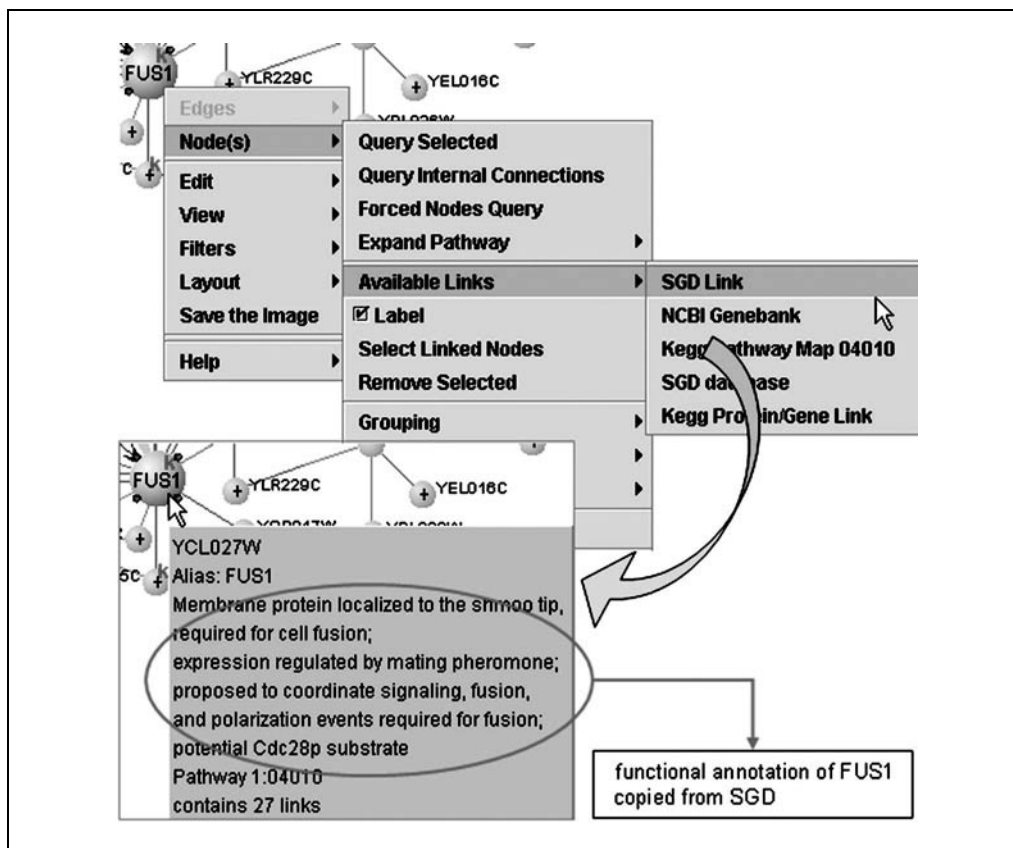 FUS1
YLR229C
YEL016C
Edges
Node(s)
Edit
View
Filters
Layout
Save the Image
Help
Query Selected
Query Internal Connections
Forced Nodes Query
Expand Pathway
Available Links
Label
Select Linked Nodes
Remove Selected
Grouping
SGD Link
NCBI Genebank
Kegg Pathway Map 04010
SGD database
Kegg Protein/Gene Link
FUS1
K
YLR229C
YEL016C
YCL027W
Alias: FUS1
Membrane protein localized to the shmoo tip,
required for cell fusion;
expression regulated by mating pheromone;
proposed to coordinate signaling, fusion,
and polarization events required for fusion;
potential Cdc28p substrate
Pathway 1:04010
contains 27 links
functional annotation of FUS1
copied from SGD